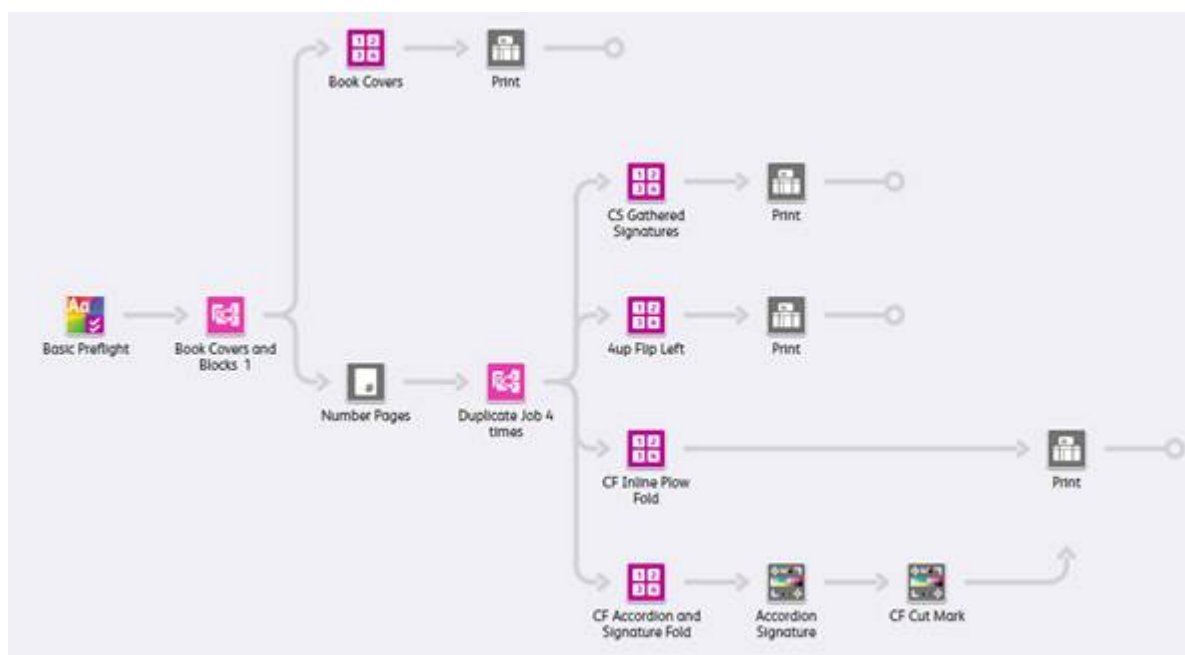 Book Covers
Print
CS Gathered
Signatures
Print
Aa
Basic Preflight
Book Covers and
Blocks 1
4up Flip Left
Print
#
Number Pages
Duplicate Job 4
times
CF Inline Plow
Fold
Print
CF Accordion and
Signature Fold
Accordion
Signature
CF Cut Mark